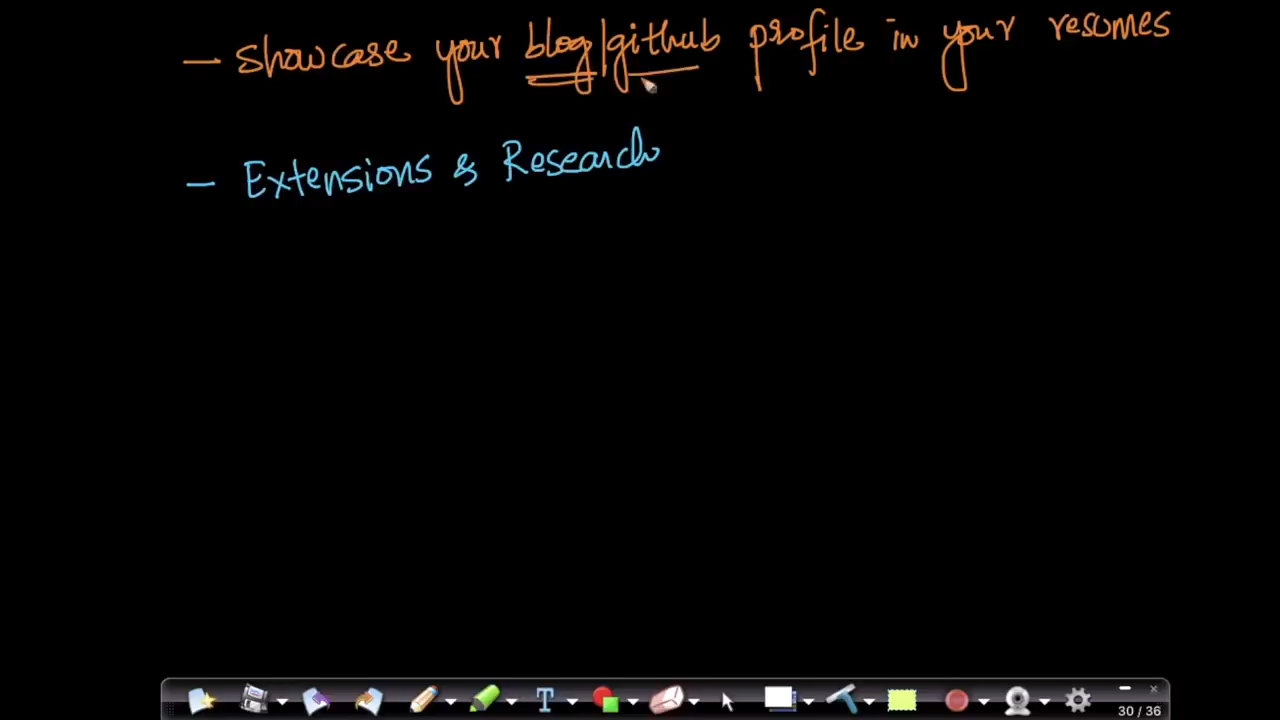 - Showcase your blog/github profile in your resumes
- Extensions & Research
T
30 / 36